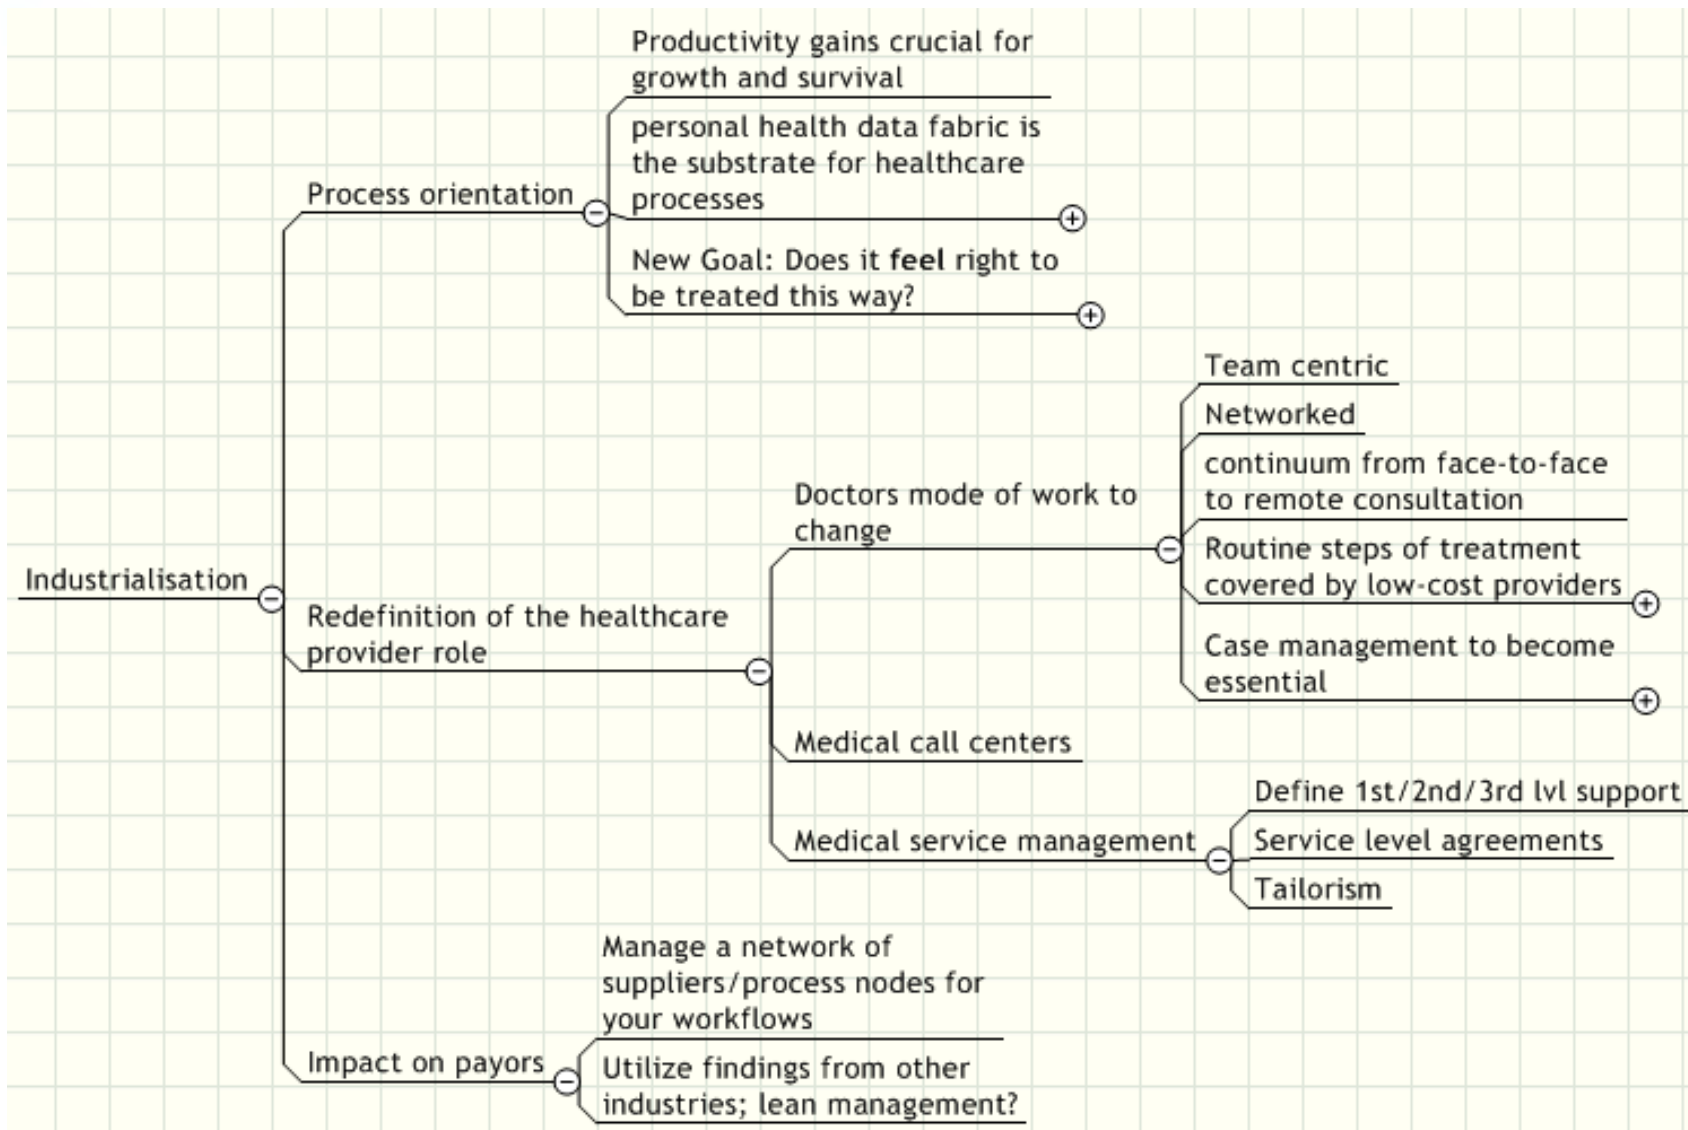 Productivity gains crucial for
growth and survival
personal health data fabric is
the substrate for healthcare
processes
Process orientation
New Goal: Does it feel right to
be treated this way?
Team centric
Networked
continuum from face-to-face
to remote consultation
Doctors mode of work to
change
Routine steps of treatment
covered by low-cost providers
Industrialisation
Redefinition of the healthcare
provider role
Case management to become
essential
Medical call centers
Define 1st/2nd/3rd lvl support
Medical service management
Service level agreements
Tailorism
Manage a network of
suppliers/process nodes for
your workflows
Impact on payors
Utilize findings from other
industries; lean management?